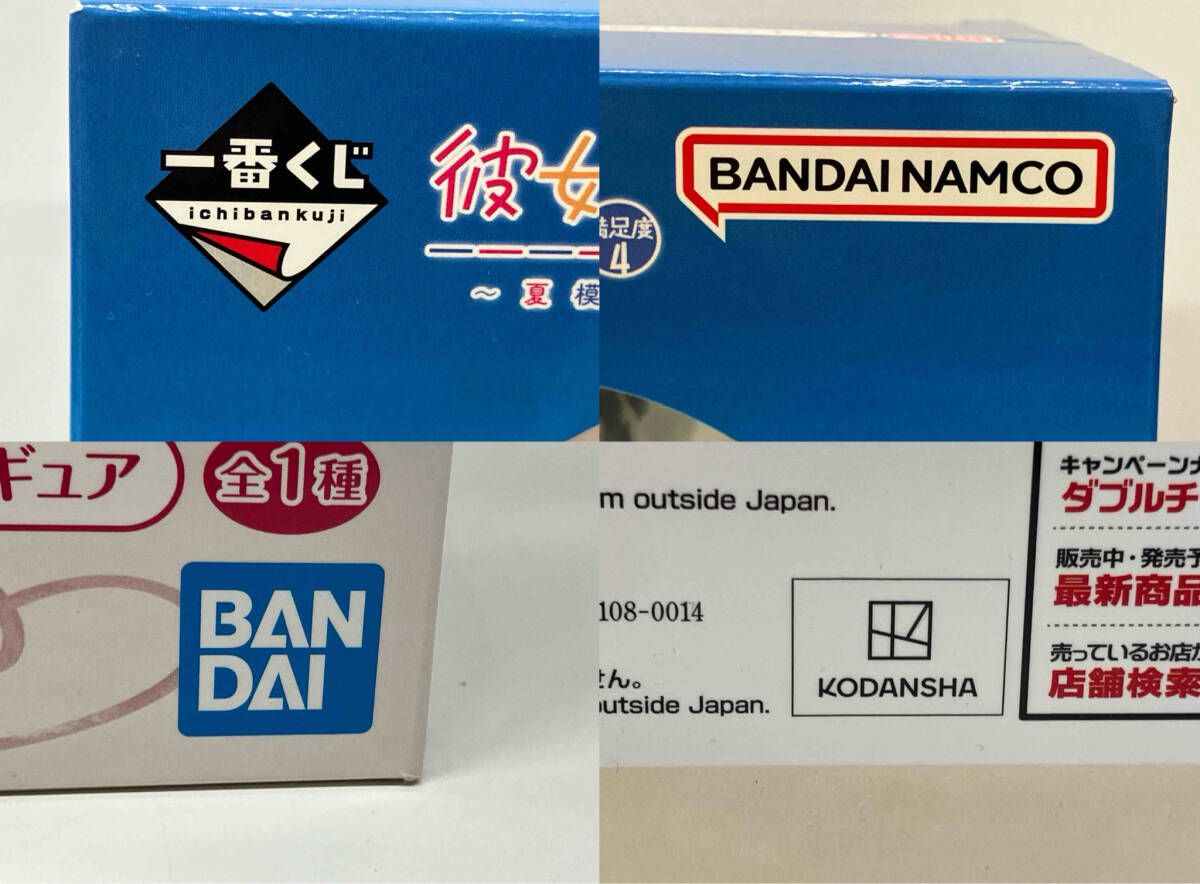 一番くじ
ichibankuji
彼女
~夏模
BANDAI NAMCO
満足度
4
ギュア
全1種
BAN
DAI
m outside Japan.
108-0014
せん。
utside Japan.
KODANSHA
キャンペーンナ
ダブルチ
販売中・発売予
最新商品
売っているお店が
店舗検索